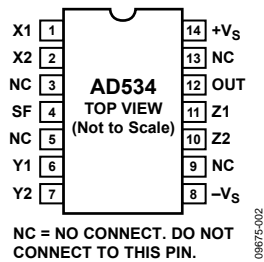 X1 1
X2 2
NC 3
SF 4
NC 5
Y1 6
Y2 7
AD534
TOP VIEW
(Not to Scale)
14 +VS
13 NC
12 OUT
11 Z1
10 Z2
9 NC
8 –VS
NC = NO CONNECT. DO NOT
CONNECT TO THIS PIN.
09675-002